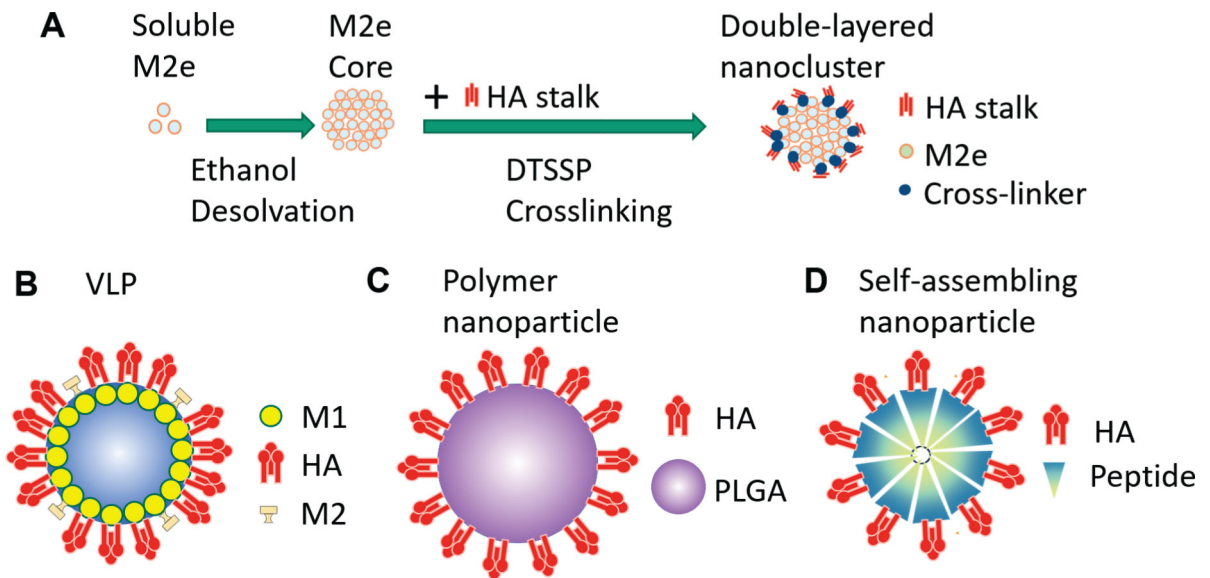 A
Soluble
M2e
M2e
Core
Ethanol
Desolvation
+ HA stalk
DTSSP
Crosslinking
Double-layered
nanocluster
HA stalk
M2e
Cross-linker
B
VLP
M1
HA
M2
C
Polymer
nanoparticle
HA
PLGA
D
Self-assembling
nanoparticle
HA
Peptide